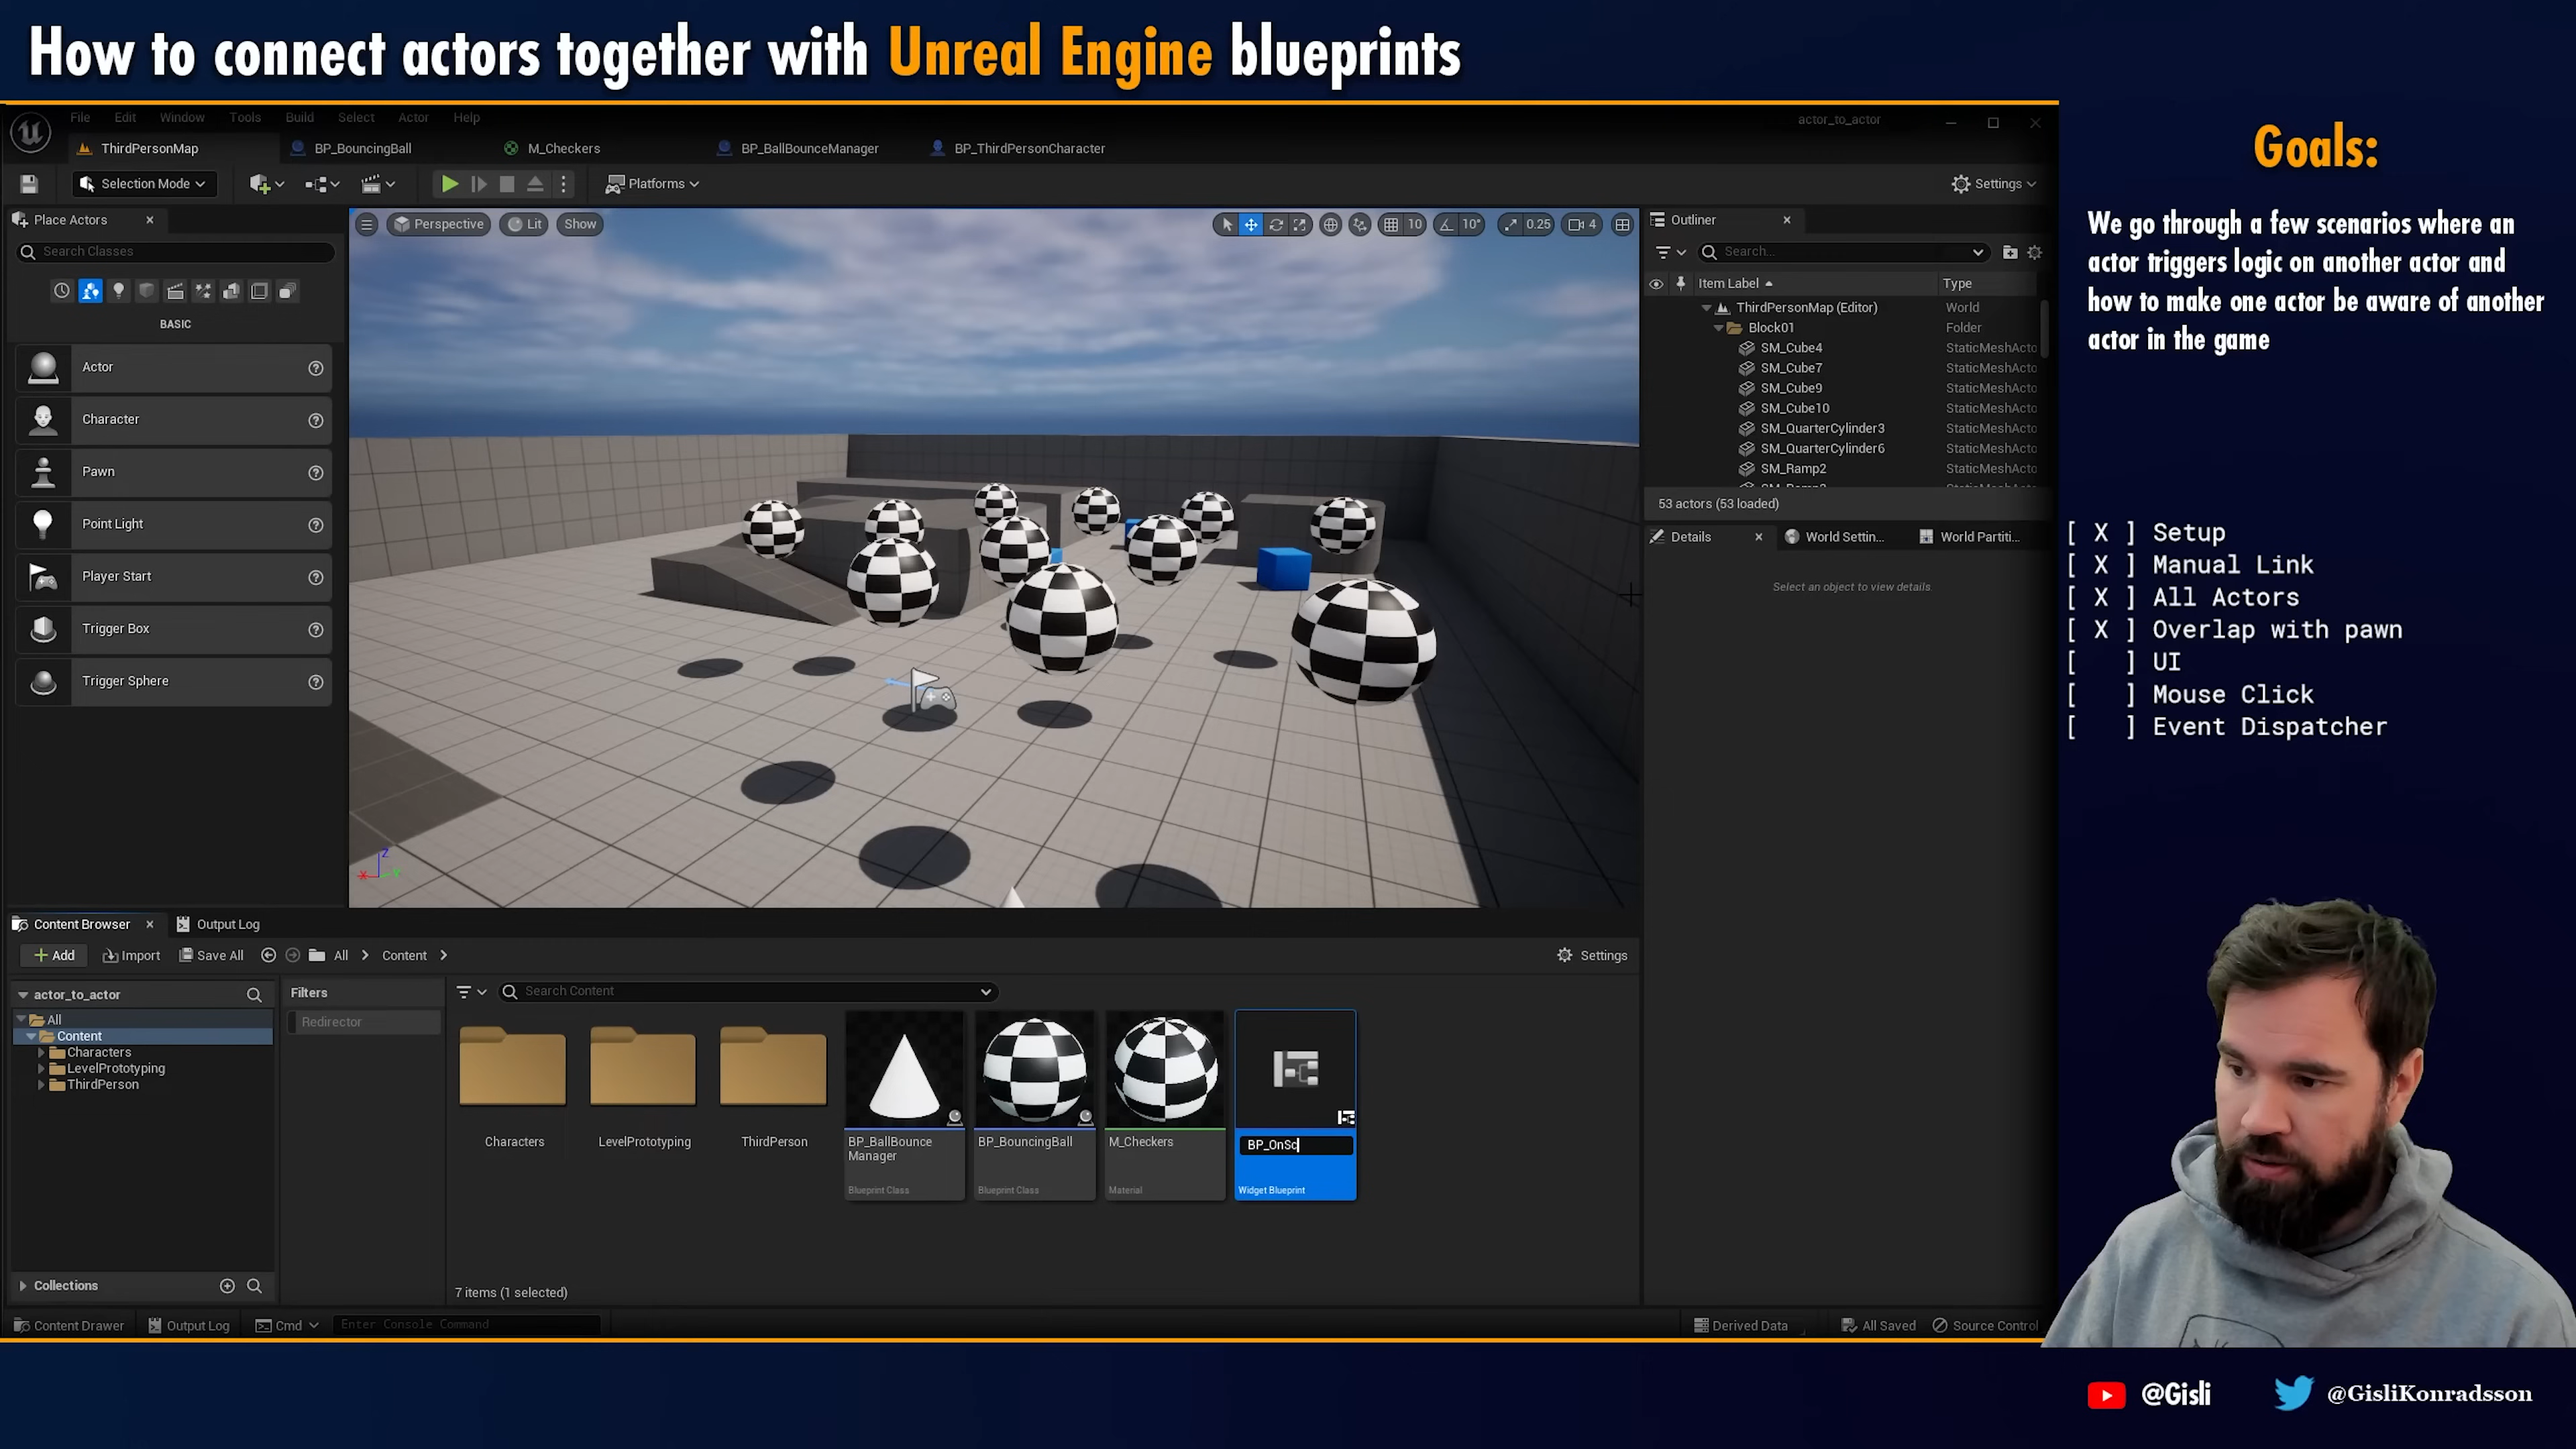 How to connect actors together with Unreal Engine blueprints
File Edit Window Tools Build Select Actor Help
actor_to_actor
ThirdPersonMap BP_BouncingBall M_Checkers BP_BallBounceManager BP_ThirdPersonCharacter
Selection Mode Platforms Settings
Place Actors
Search Classes
BASIC
Actor
Character
Pawn
Point Light
Player Start
Trigger Box
Trigger Sphere
Perspective Lit Show
10 10° 0.25 4
Z
X Y
Outliner
Search...
Item Label Type
ThirdPersonMap (Editor) World
Block01 Folder
SM_Cube4 StaticMeshActo
SM_Cube7 StaticMeshActo
SM_Cube9 StaticMeshActo
SM_Cube10 StaticMeshActo
SM_QuarterCylinder3 StaticMeshActo
SM_QuarterCylinder6 StaticMeshActo
SM_Ramp2 StaticMeshActo
53 actors (53 loaded)
Details World Settin... World Partiti...
Select an object to view details.
Content Browser Output Log
Add Import Save All All Content Settings
actor_to_actor
All
Content
Characters
LevelPrototyping
ThirdPerson
Collections
Filters
Redirector
Search Content
Characters
LevelPrototyping
ThirdPerson
BP_BallBounce
Manager
Blueprint Class
BP_BouncingBall
Blueprint Class
M_Checkers
Material
BP_OnSc
Widget Blueprint
7 items (1 selected)
Content Drawer Output Log Cmd Enter Console Command Derived Data All Saved Source Control
Goals:
We go through a few scenarios where an
actor triggers logic on another actor and
how to make one actor be aware of another
actor in the game
[ X ] Setup
[ X ] Manual Link
[ X ] All Actors
[ X ] Overlap with pawn
[ ] UI
[ ] Mouse Click
[ ] Event Dispatcher
@Gisli @GisliKonradsson